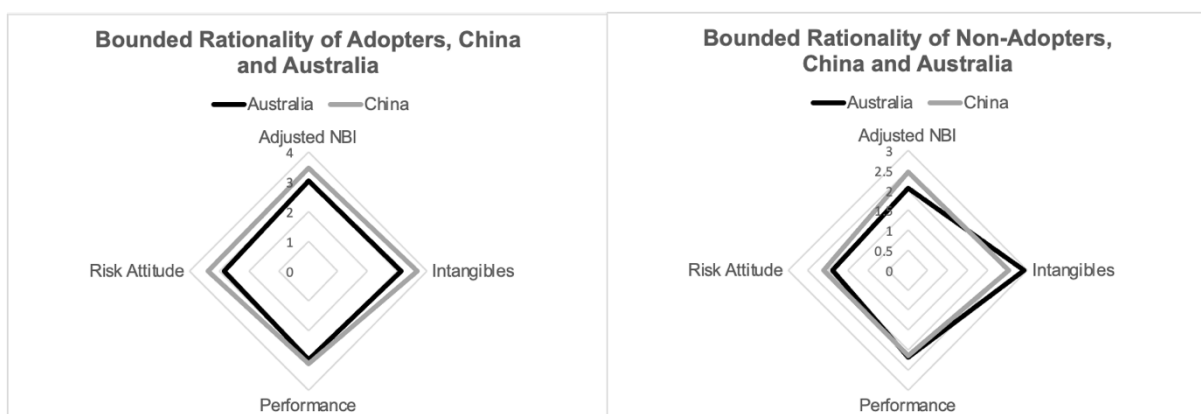 Bounded Rationality of Adopters, China
and Australia
Australia China
Adjusted NBI
4
3
2
1
0
Risk Attitude
Intangibles
Performance
Bounded Rationality of Non-Adopters,
China and Australia
Australia China
Adjusted NBI
3
2.5
2
1.5
1
0.5
0
Risk Attitude
Intangibles
Performance